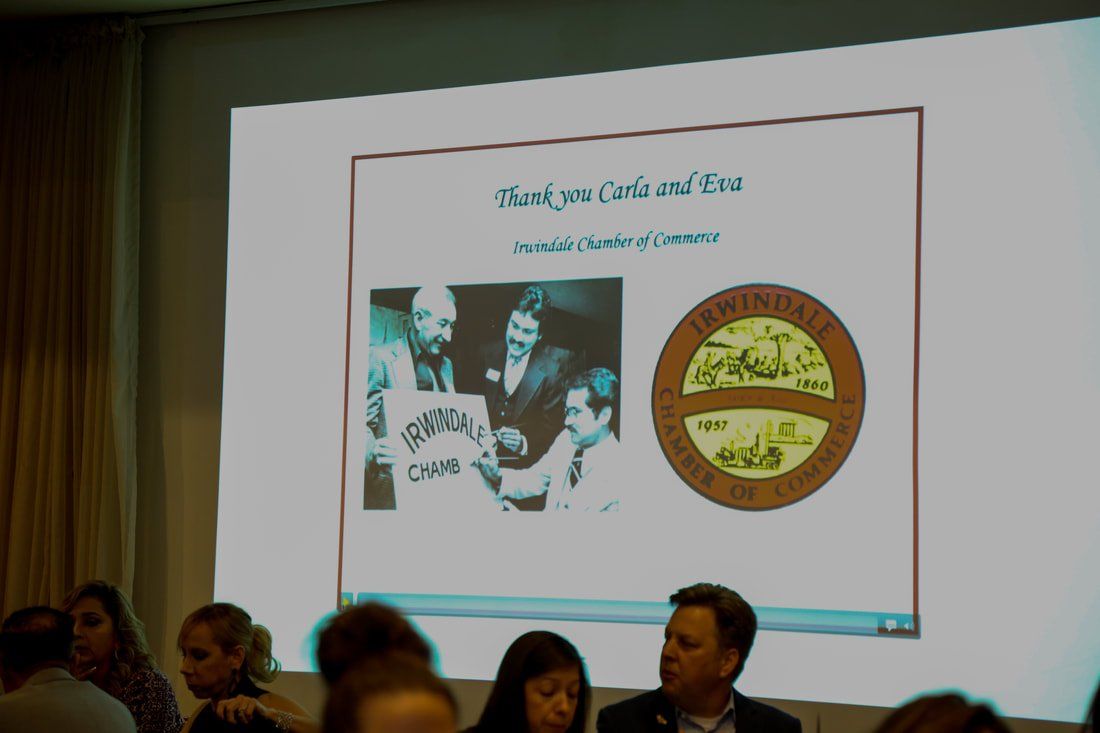 Thank you Carla and Eva
Irwindale Chamber of Commerce
IRWINDALE
CHAMB
IRWINDALE
1860
1957
CHAMBER OF COMMERCE